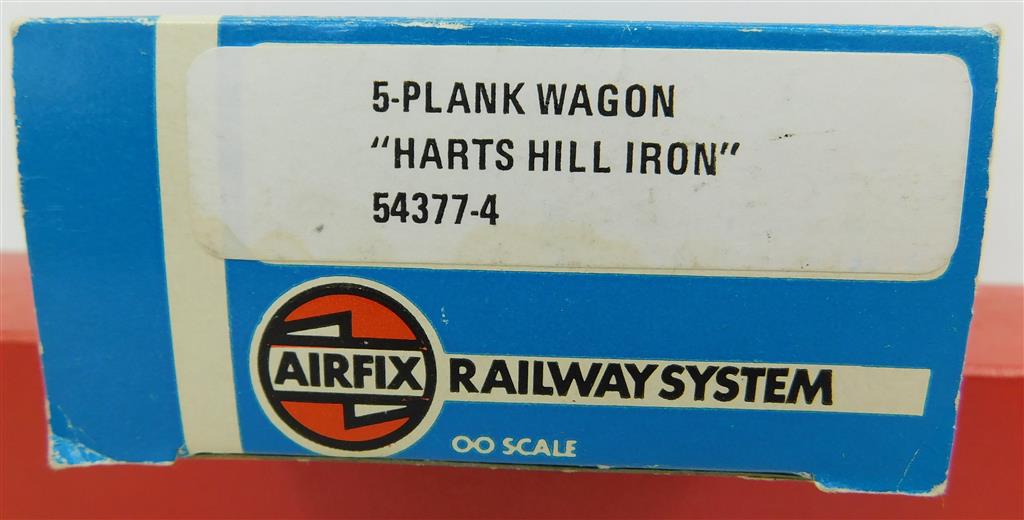 5-PLANK WAGON
"HARTS HILL IRON"
54377-4
AIRFIX RAILWAY SYSTEM
OO SCALE